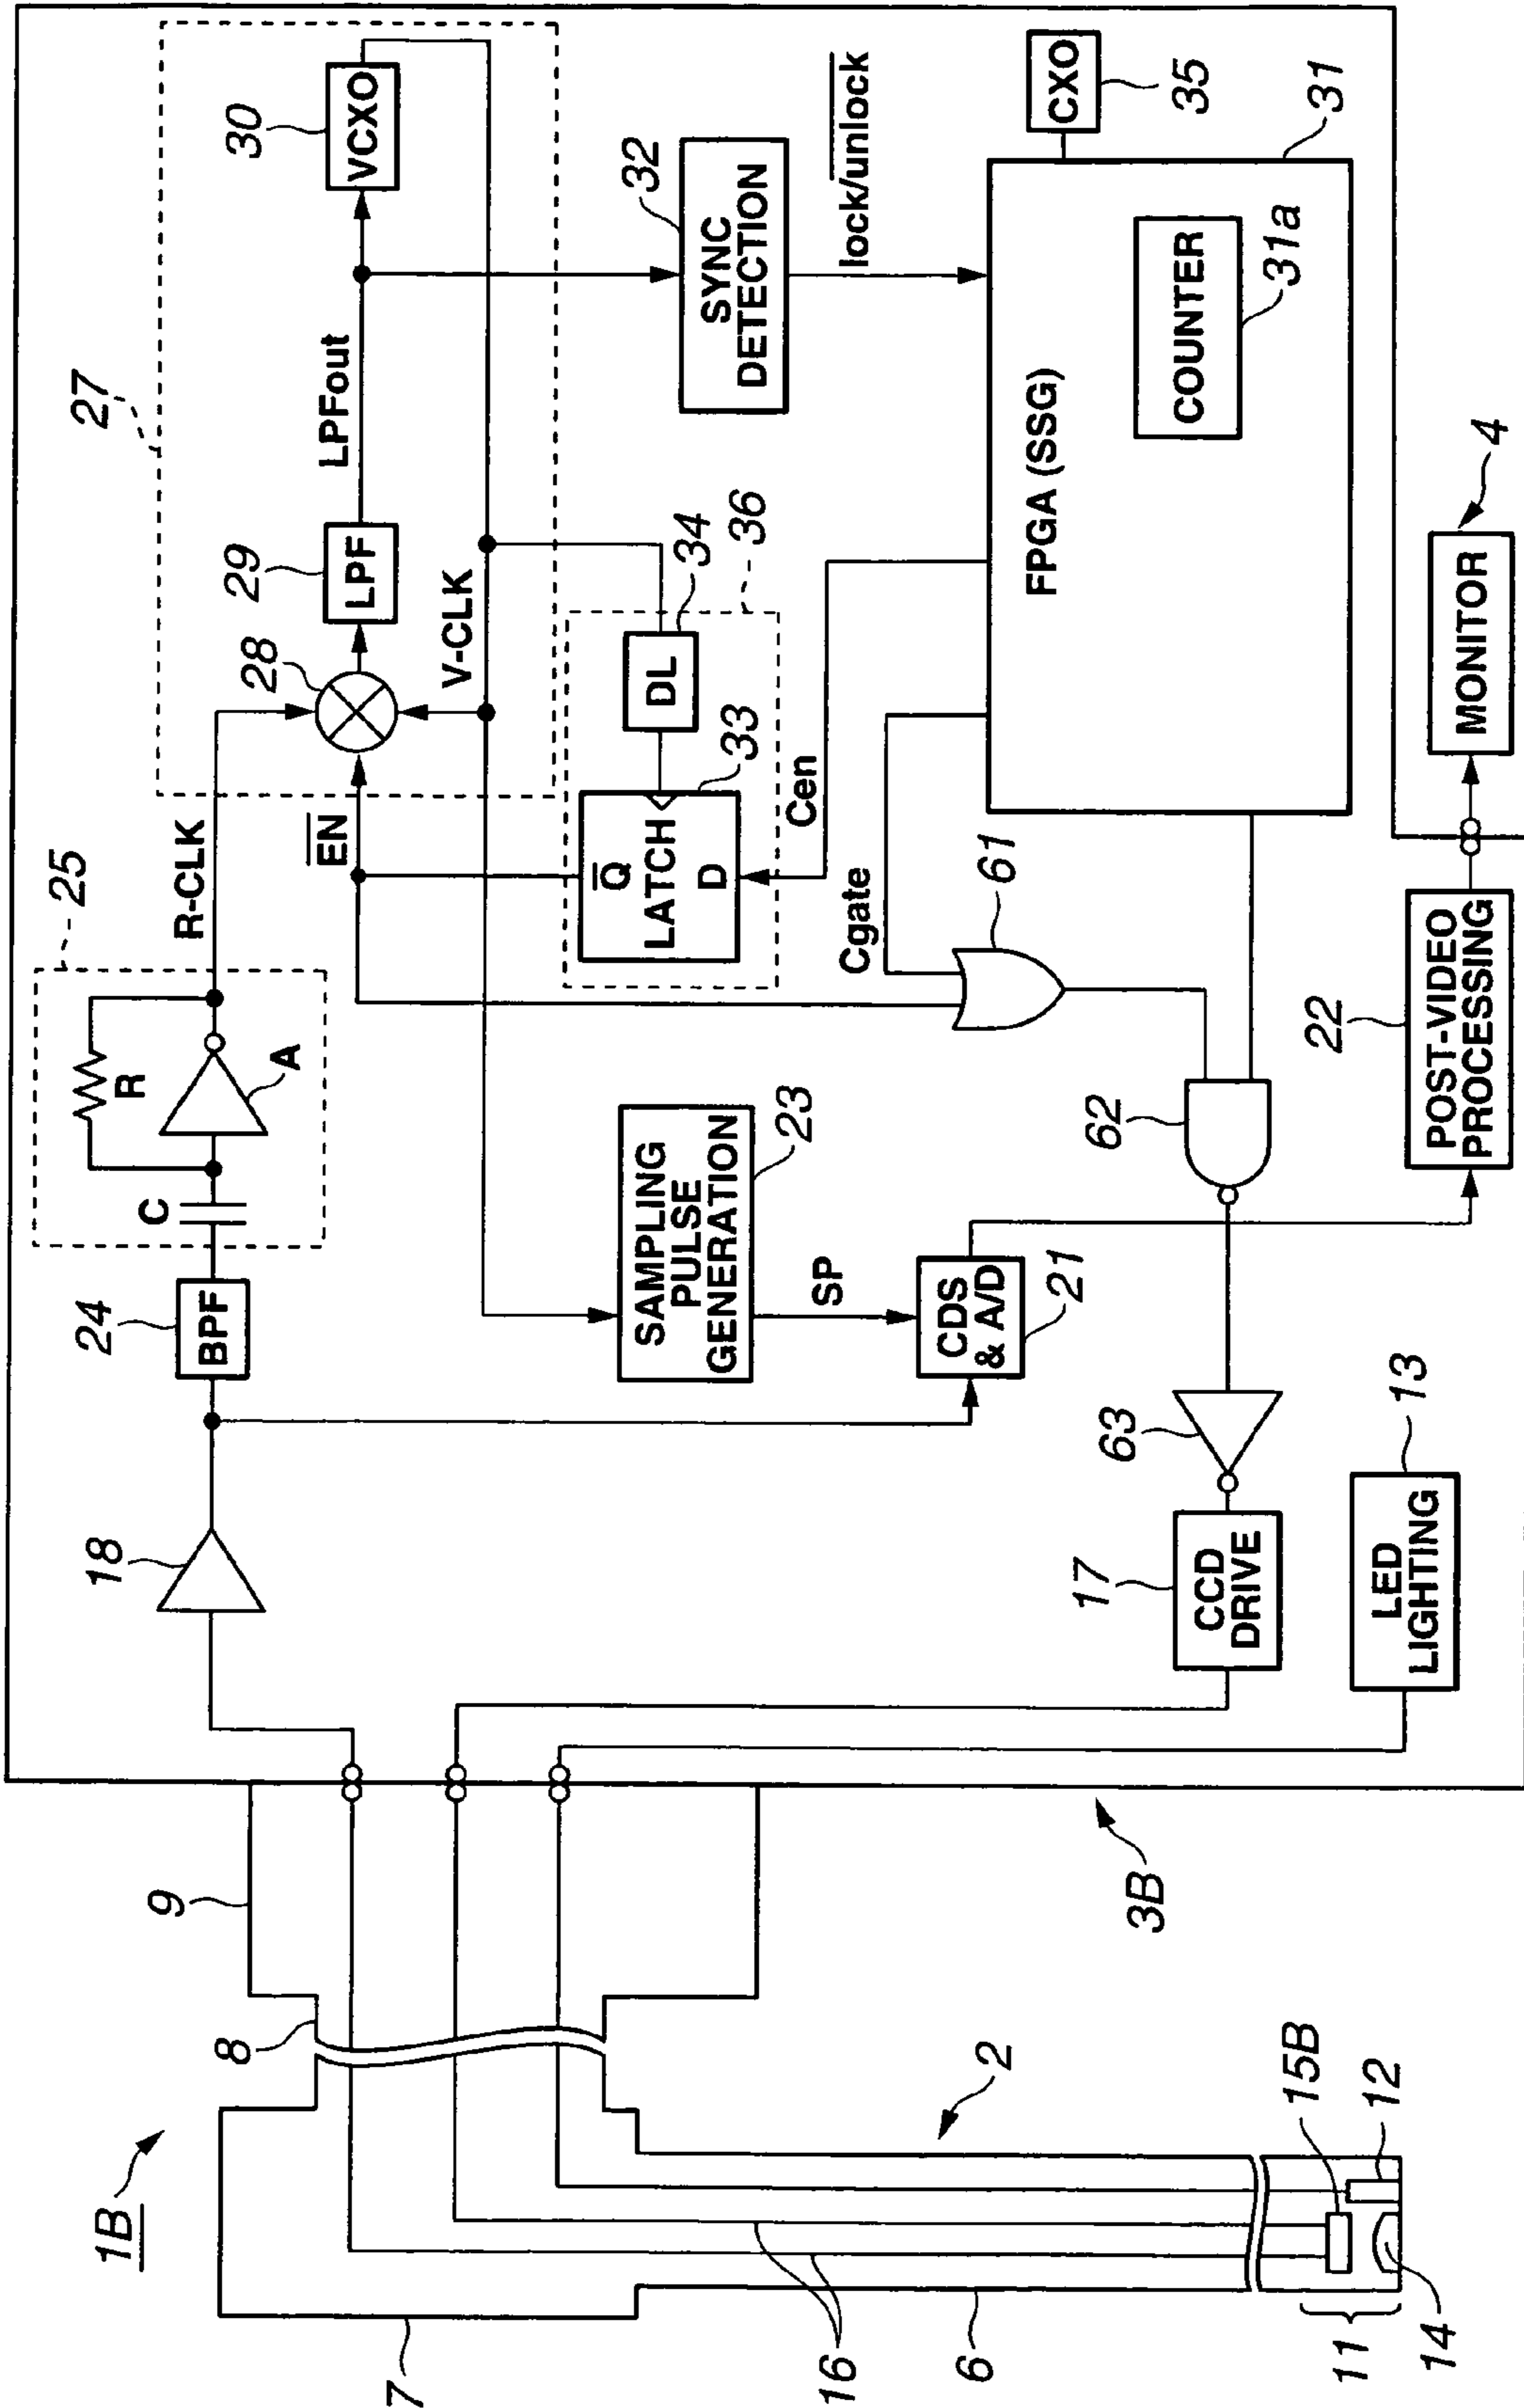 1B
7
8
9
2
6
16
11
14
15B
12
3B
18
24
BPF
25
C
R
A
R-CLK
27
28
29
LPF
LPFout
30
VCXO
V-CLK
EN
Q
LATCH
D
33
DL
34
36
32
SYNC
DETECTION
lock/unlock
CXO
35
31
FPGA (SSG)
COUNTER
31a
Cen
Cgate
61
62
63
SAMPLING
PULSE
GENERATION
23
SP
CDS
& A/D
21
17
CCD
DRIVE
LED
LIGHTING
13
22
POST-VIDEO
PROCESSING
MONITOR
4